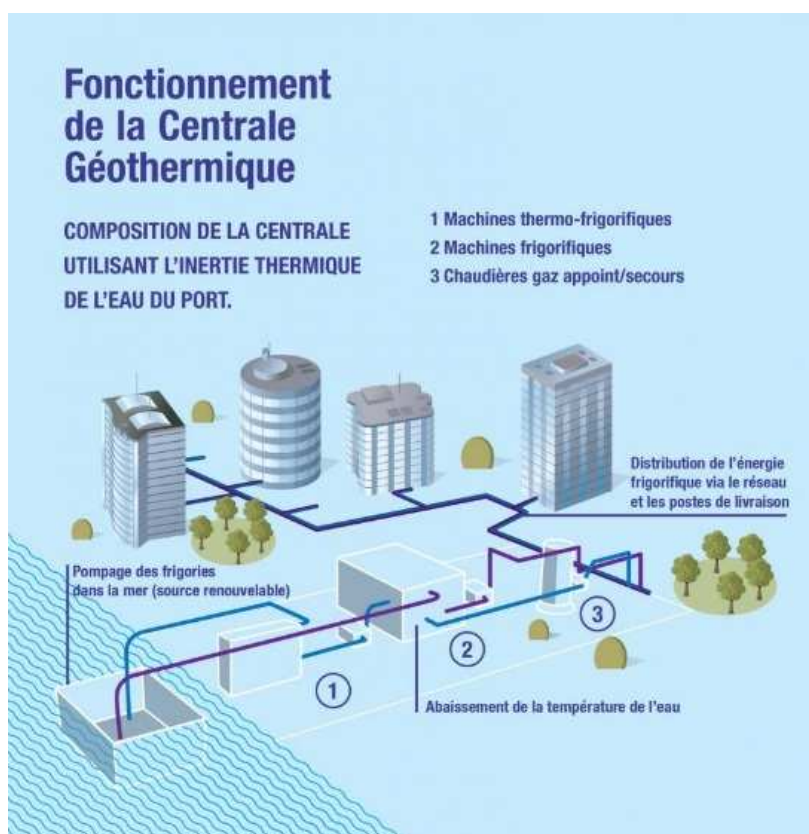 Fonctionnement
de la Centrale
Géothermique
COMPOSITION DE LA CENTRALE
UTILISANT L'INERTIE THERMIQUE
DE L'EAU DU PORT.
1 Machines thermo-frigorifiques
2 Machines frigorifiques
3 Chaudières gaz appoint/secours
Distribution de l'énergie
frigorifique via le réseau
et les postes de livraison
Pompage des frigories
dans la mer (source renouvelable)
3
2
1
Abaissement de la température de l'eau